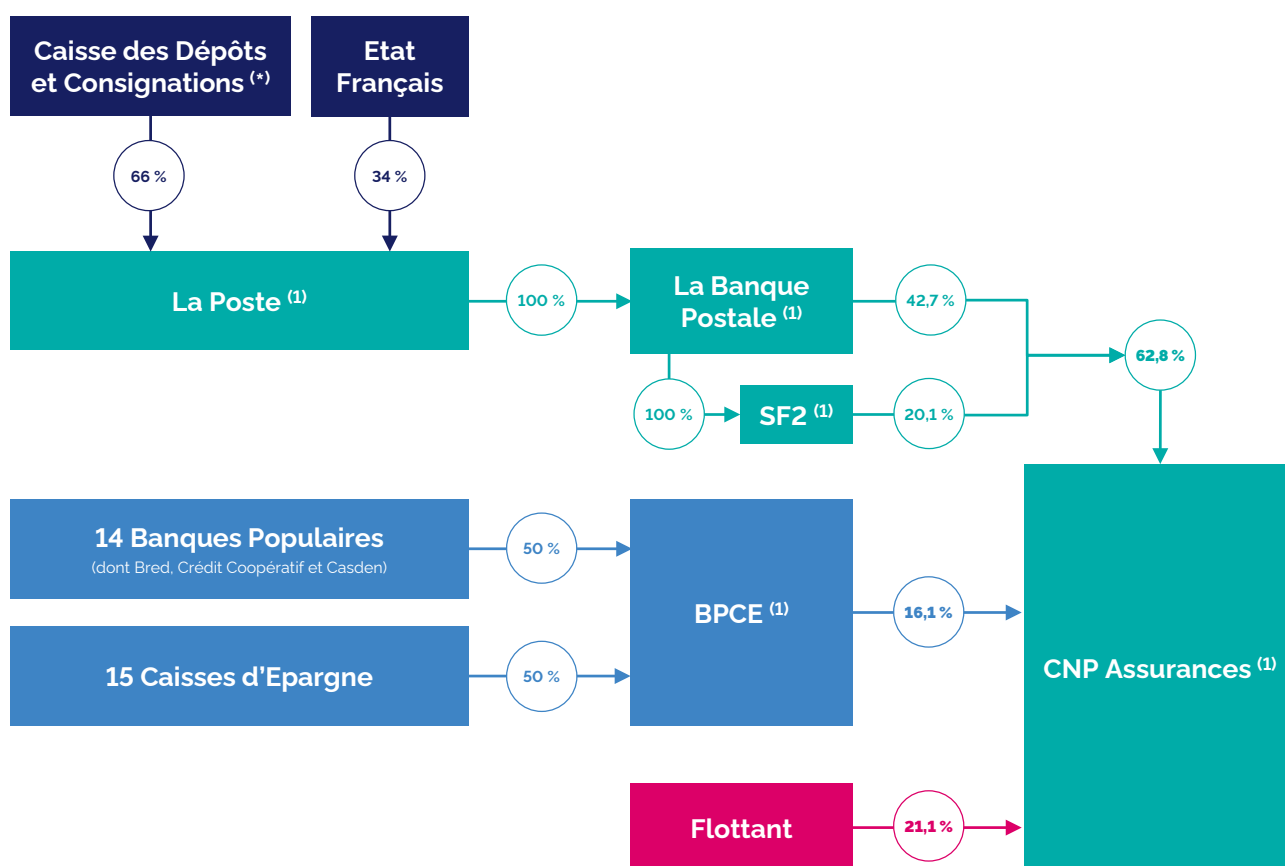 Caisse des Dépôts
et Consignations (*)
Etat
Français
66 %
34 %
La Poste (1)
100 %
La Banque
Postale (1)
42,7 %
62,8 %
100 %
SF2 (1)
20,1 %
14 Banques Populaires
(dont Bred, Crédit Coopératif et Casden)
50 %
BPCE (1)
16,1 %
15 Caisses d'Epargne
50 %
CNP Assurances (1)
Flottant
21,1 %